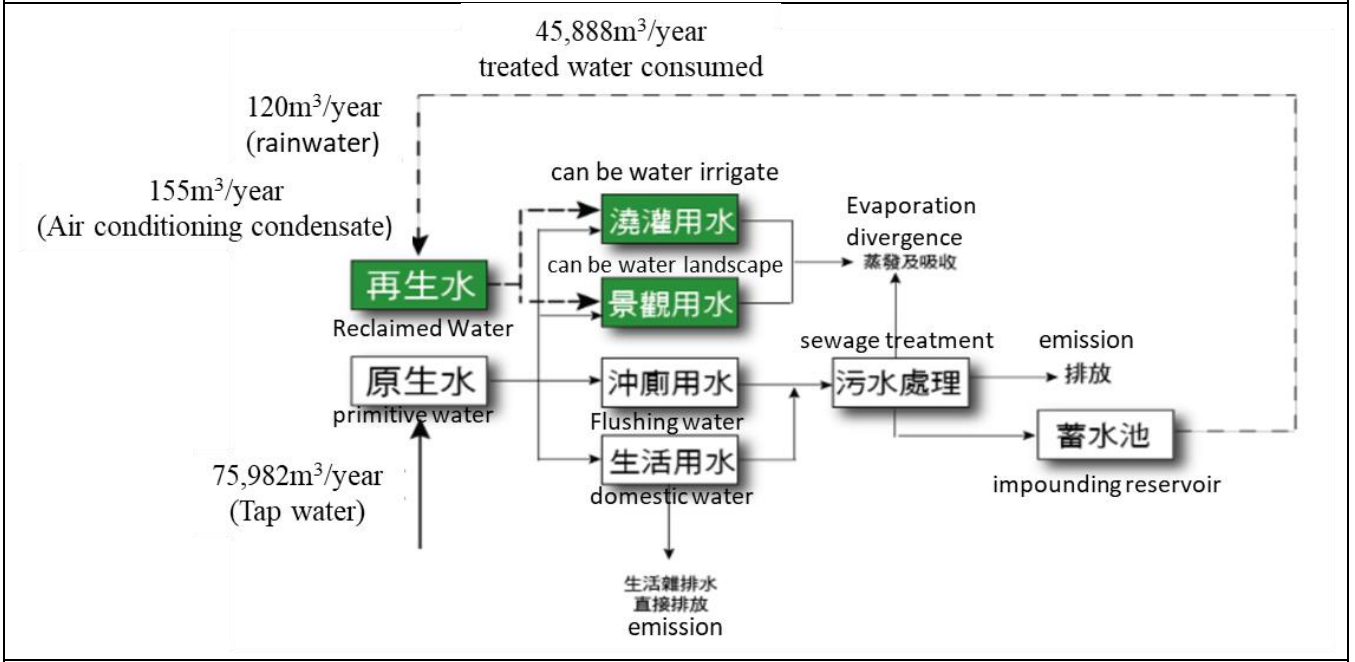 45,888m³/year
treated water consumed
120m³/year
(rainwater)
155m³/year
(Air conditioning condensate)
can be water irrigate
澆灌用水
Evaporation
divergence
蒸發及吸收
can be water landscape
景觀用水
再生水
Reclaimed Water
sewage treatment
污水處理
emission
排放
原生水
primitive water
沖廁用水
Flushing water
生活用水
domestic water
蓄水池
impounding reservoir
75,982m³/year
(Tap water)
生活雜排水
直接排放
emission